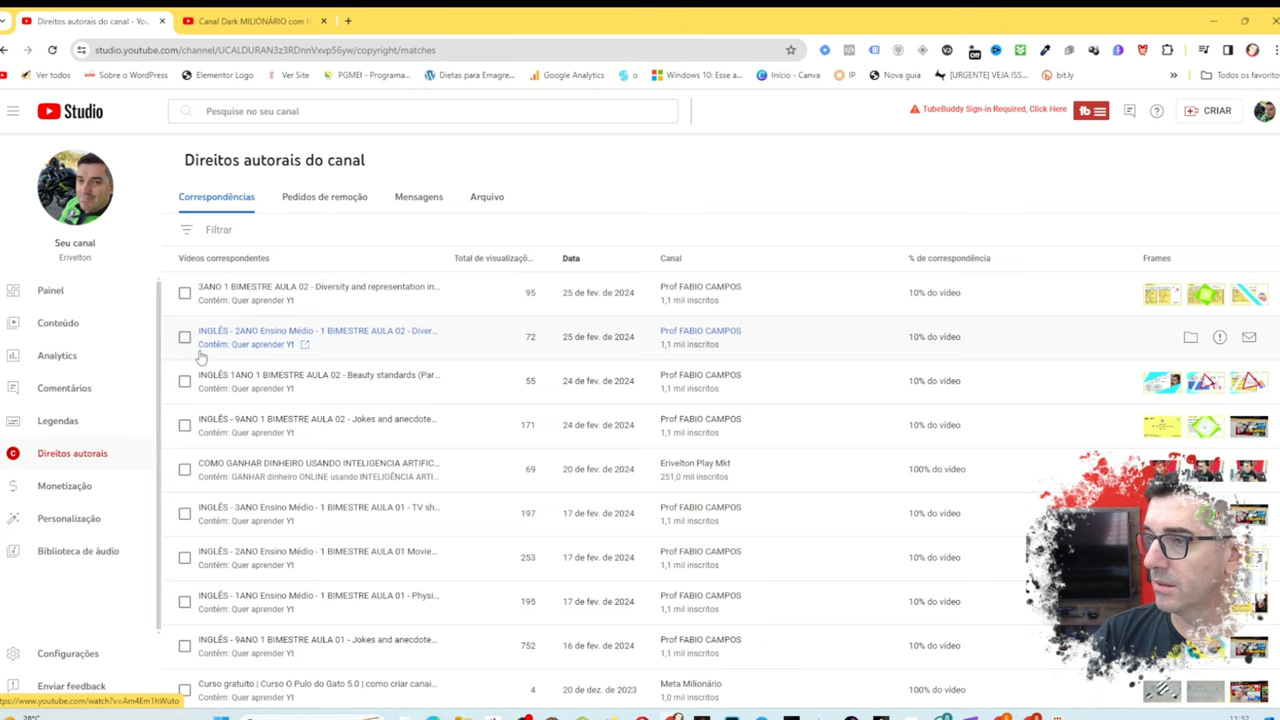 Direitos autorais do canal - You
Canal Dark MILIONÁRIO com In
studio.youtube.com/channel/UCALDURAN3z3RDnnVxvp56yw/copyright/matches
Ver todos
Sobre o WordPress
Elementor Logo
Ver Site
PGMEI - Programa...
Dietas para Emagre...
Google Analytics
o
Windows 10: Esse a...
Início - Canva
IP
Nova guia
[URGENTE] VEJA ISS...
bit.ly
Todos os favoritos
Studio
Pesquise no seu canal
TubeBuddy Sign-in Required, Click Here
tb
CRIAR
Direitos autorais do canal
Correspondências Pedidos de remoção Mensagens Arquivo
Filtrar
Seu canal
Erivelton
Painel
Conteúdo
Analytics
Comentários
Legendas
Direitos autorais
Monetização
Personalização
Biblioteca de áudio
Configurações
Enviar feedback
Vídeos correspondentes Total de visualizaçõ... Data Canal % de correspondência Frames
3ANO 1 BIMESTRE AULA 02 - Diversity and representation in...
Contém: Quer aprender Yt
95 25 de fev. de 2024 Prof FABIO CAMPOS
1,1 mil inscritos
10% do vídeo
INGLÊS - 2ANO Ensino Médio - 1 BIMESTRE AULA 02 - Diver...
Contém: Quer aprender Yt
72 25 de fev. de 2024 Prof FABIO CAMPOS
1,1 mil inscritos
10% do vídeo
INGLÊS 1ANO 1 BIMESTRE AULA 02 - Beauty standards (Par...
Contém: Quer aprender Yt
55 24 de fev. de 2024 Prof FABIO CAMPOS
1,1 mil inscritos
10% do vídeo
INGLÊS - 9ANO 1 BIMESTRE AULA 02 - Jokes and anecdote...
Contém: Quer aprender Yt
171 24 de fev. de 2024 Prof FABIO CAMPOS
1,1 mil inscritos
10% do vídeo
COMO GANHAR DINHEIRO USANDO INTELIGENCIA ARTIFIC...
Contém: GANHAR dinheiro ONLINE usando INTELIGÊNCIA ARTI...
69 20 de fev. de 2024 Erivelton Play Mkt
251,0 mil inscritos
100% do vídeo
INGLÊS - 3ANO Ensino Médio - 1 BIMESTRE AULA 01 - TV sh...
Contém: Quer aprender Yt
197 17 de fev. de 2024 Prof FABIO CAMPOS
1,1 mil inscritos
10% do vídeo
INGLÊS - 2ANO Ensino Médio - 1 BIMESTRE AULA 01 Movie...
Contém: Quer aprender Yt
253 17 de fev. de 2024 Prof FABIO CAMPOS
1,1 mil inscritos
10% do vídeo
INGLÊS - 1ANO Ensino Médio - 1 BIMESTRE AULA 01 - Physi...
Contém: Quer aprender Yt
195 17 de fev. de 2024 Prof FABIO CAMPOS
1,1 mil inscritos
10% do vídeo
INGLÊS - 9ANO 1 BIMESTRE AULA 01 - Jokes and anecdote...
Contém: Quer aprender Yt
752 16 de fev. de 2024 Prof FABIO CAMPOS
1,1 mil inscritos
10% do vídeo
Curso gratuito | Curso O Pulo do Gato 5.0 | como criar canai...
Contém: Quer aprender Yt
4 20 de dez. de 2023 Meta Milionário
1,0 mil inscritos
100% do vídeo
tps://www.youtube.com/watch?v=Am4Em1hWuto
28°C
11:32